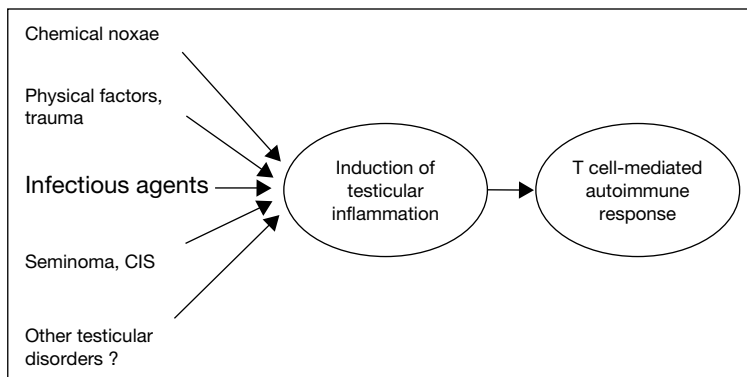 Chemical noxae
Physical factors,
trauma
Infectious agents
Seminoma, CIS
Other testicular
disorders ?
Induction of
testicular
inflammation
T cell-mediated
autoimmune
response